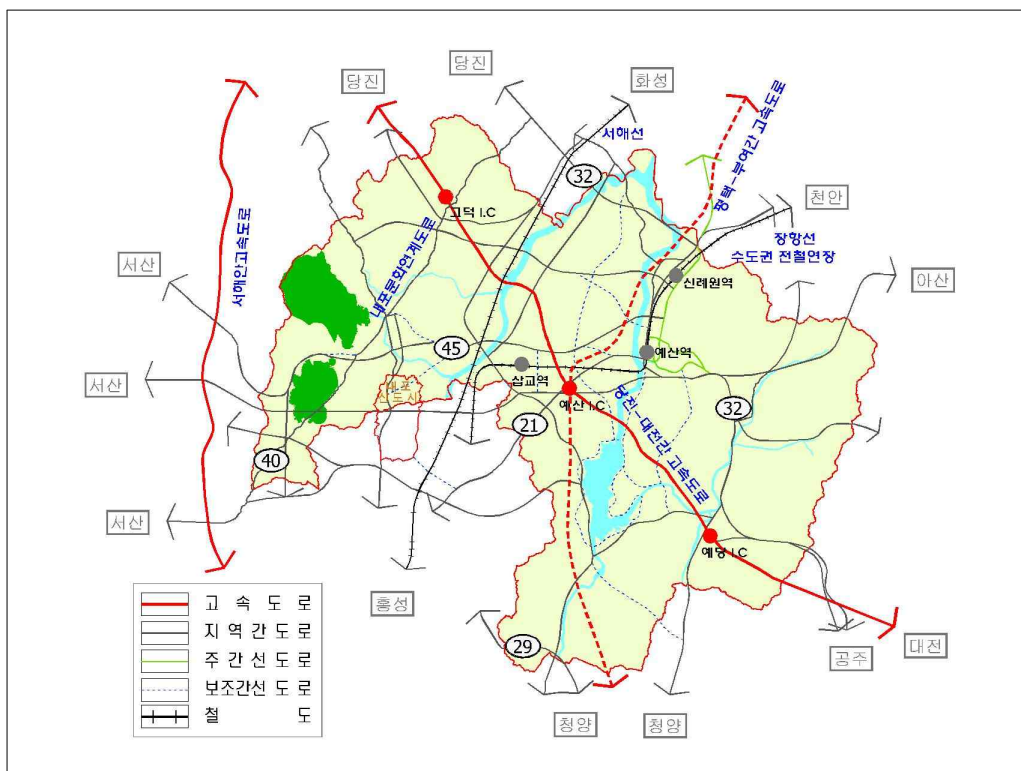 당진
당진
화성
서해선
32
평택-부여간 고속도로
고덕 I.C
천안
장항선
수도권 전철연장
서산
서해안고속도로
내포문화연계도로
신례원역
아산
45
예산역
서산
삽교역
내포
신도시
예산 I.C
32
21
당진-대전간 고속도로
40
서산
예당 I.C
홍성
고 속 도 로
지 역 간 도 로
주 간 선 도 로
보조간선 도 로
철 도
29
공주
대전
청양
청양